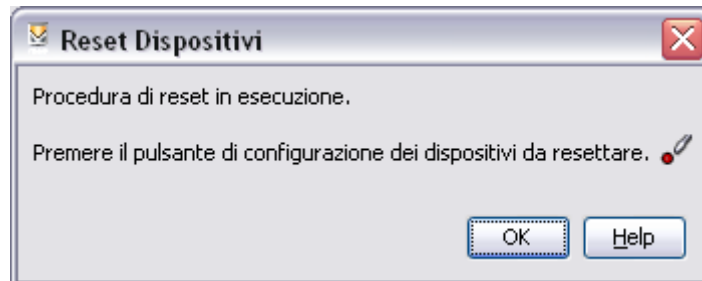 Reset Dispositivi
Procedura di reset in esecuzione.
Premere il pulsante di configurazione dei dispositivi da resettare.
OK
Help